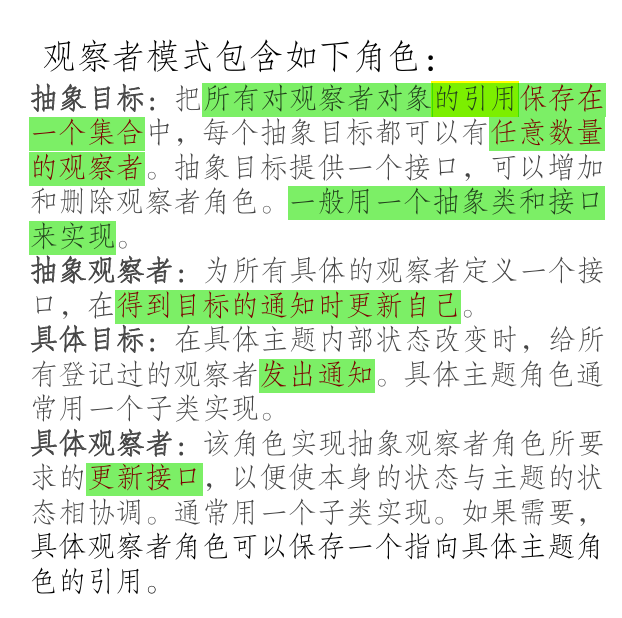 观察者模式包含如下角色：
抽象目标：把所有对观察者对象的引用保存在
一个集合中，每个抽象目标都可以有任意数量
的观察者。抽象目标提供一个接口，可以增加
和删除观察者角色。一般用一个抽象类和接口
来实现。
抽象观察者：为所有具体的观察者定义一个接
口，在得到目标的通知时更新自己。
具体目标：在具体主题内部状态改变时，给所
有登记过的观察者发出通知。具体主题角色通
常用一个子类实现。
具体观察者：该角色实现抽象观察者角色所要
求的更新接口，以便使本身的状态与主题的状
态相协调。通常用一个子类实现。如果需要，
具体观察者角色可以保存一个指向具体主题角
色的引用。